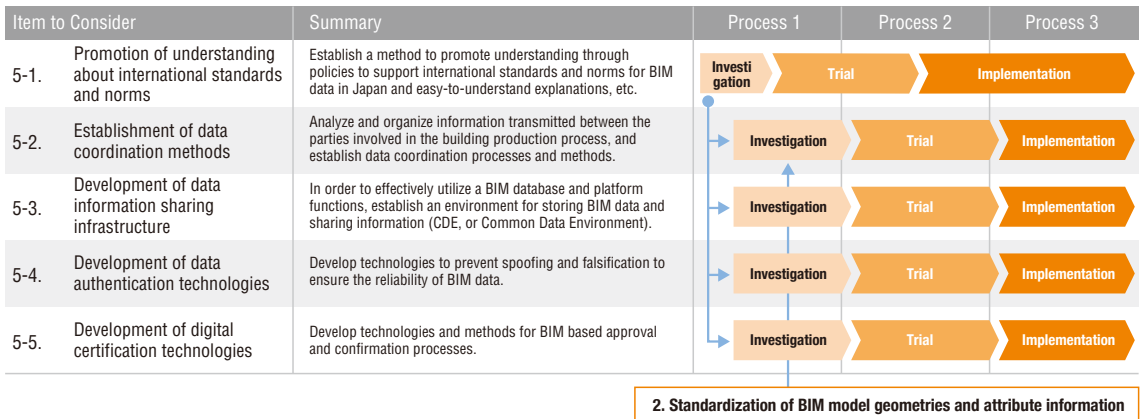 Item to Consider Summary Process 1 Process 2 Process 3
5-1. Promotion of understanding
about international standards
and norms
Establish a method to promote understanding through
policies to support international standards and norms for BIM
data in Japan and easy-to-understand explanations, etc.
Investi
gation
Trial
Implementation
5-2. Establishment of data
coordination methods
Analyze and organize information transmitted between the
parties involved in the building production process, and
establish data coordination processes and methods.
Investigation
Trial
Implementation
5-3. Development of data
information sharing
infrastructure
In order to effectively utilize a BIM database and platform
functions, establish an environment for storing BIM data and
sharing information (CDE, or Common Data Environment).
Investigation
Trial
Implementation
5-4. Development of data
authentication technologies
Develop technologies to prevent spoofing and falsification to
ensure the reliability of BIM data.
Investigation
Trial
Implementation
5-5. Development of digital
certification technologies
Develop technologies and methods for BIM based approval
and confirmation processes.
Investigation
Trial
Implementation
2. Standardization of BIM model geometries and attribute information